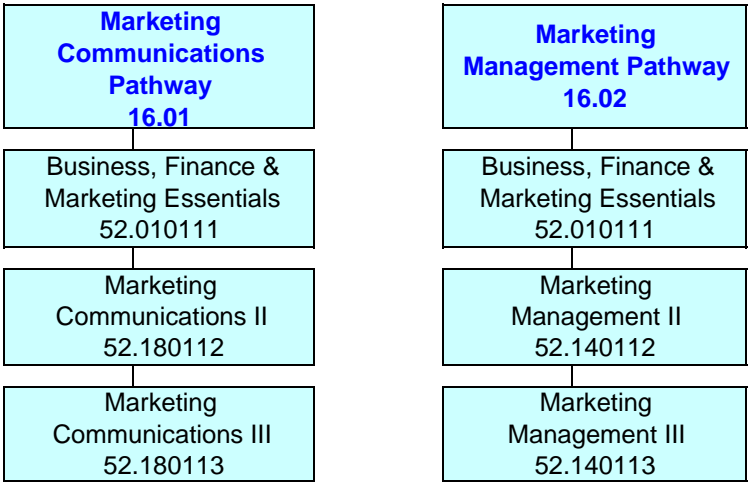 Marketing
Communications
Pathway
16.01
Business, Finance &
Marketing Essentials
52.010111
Marketing
Communications II
52.180112
Marketing
Communications III
52.180113
Marketing
Management Pathway
16.02
Business, Finance &
Marketing Essentials
52.010111
Marketing
Management II
52.140112
Marketing
Management III
52.140113